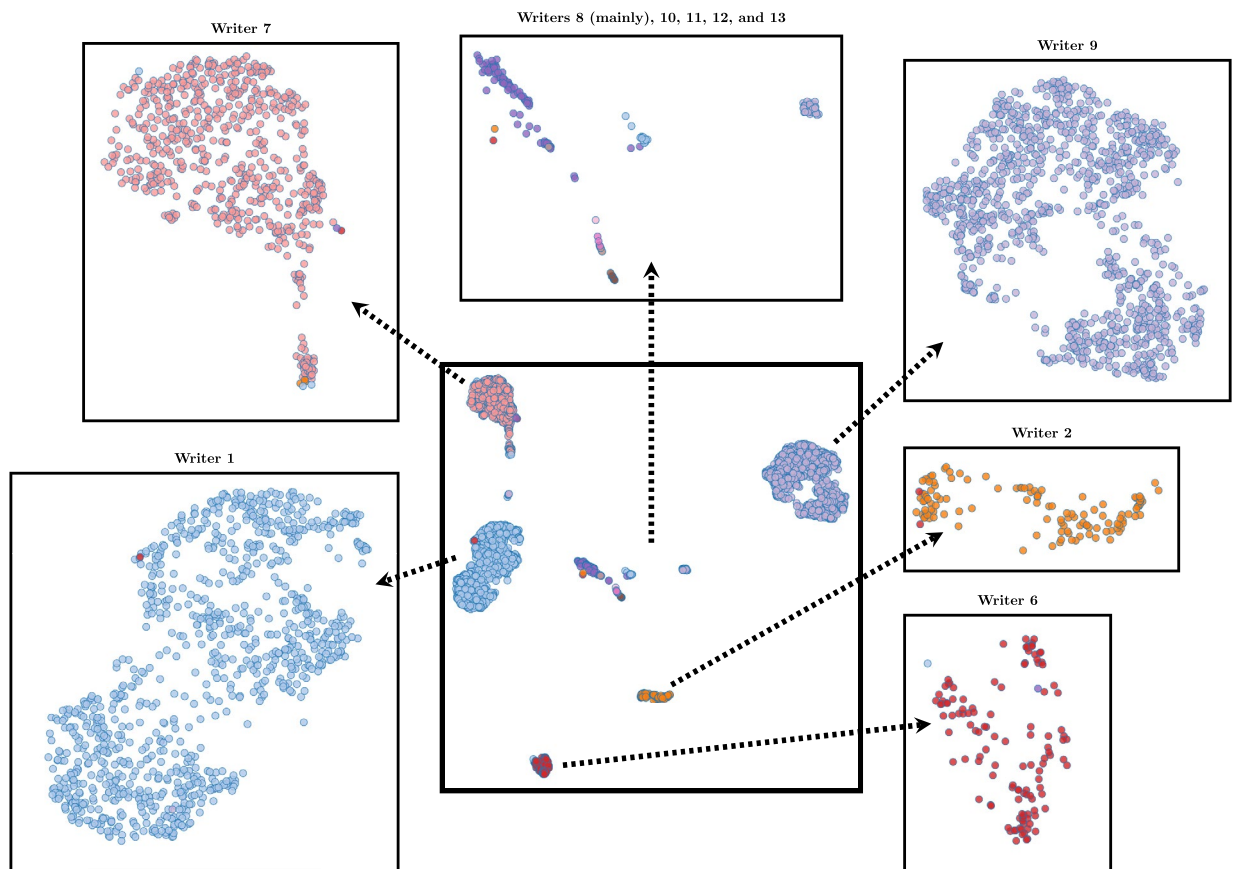 Writers 8 (mainly), 10, 11, 12, and 13
Writer 7
Writer 9
Writer 2
Writer 1
Writer 6